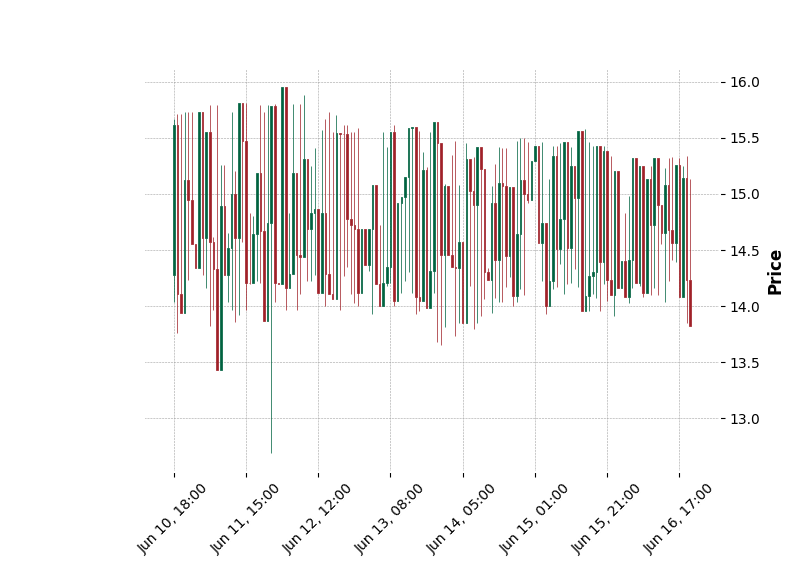 16.0
15.5
15.0
14.5
14.0
13.5
13.0
Price
Jun 10, 18:00
Jun 11, 15:00
Jun 12, 12:00
Jun 13, 08:00
Jun 14, 05:00
Jun 15, 01:00
Jun 15, 21:00
Jun 16, 17:00